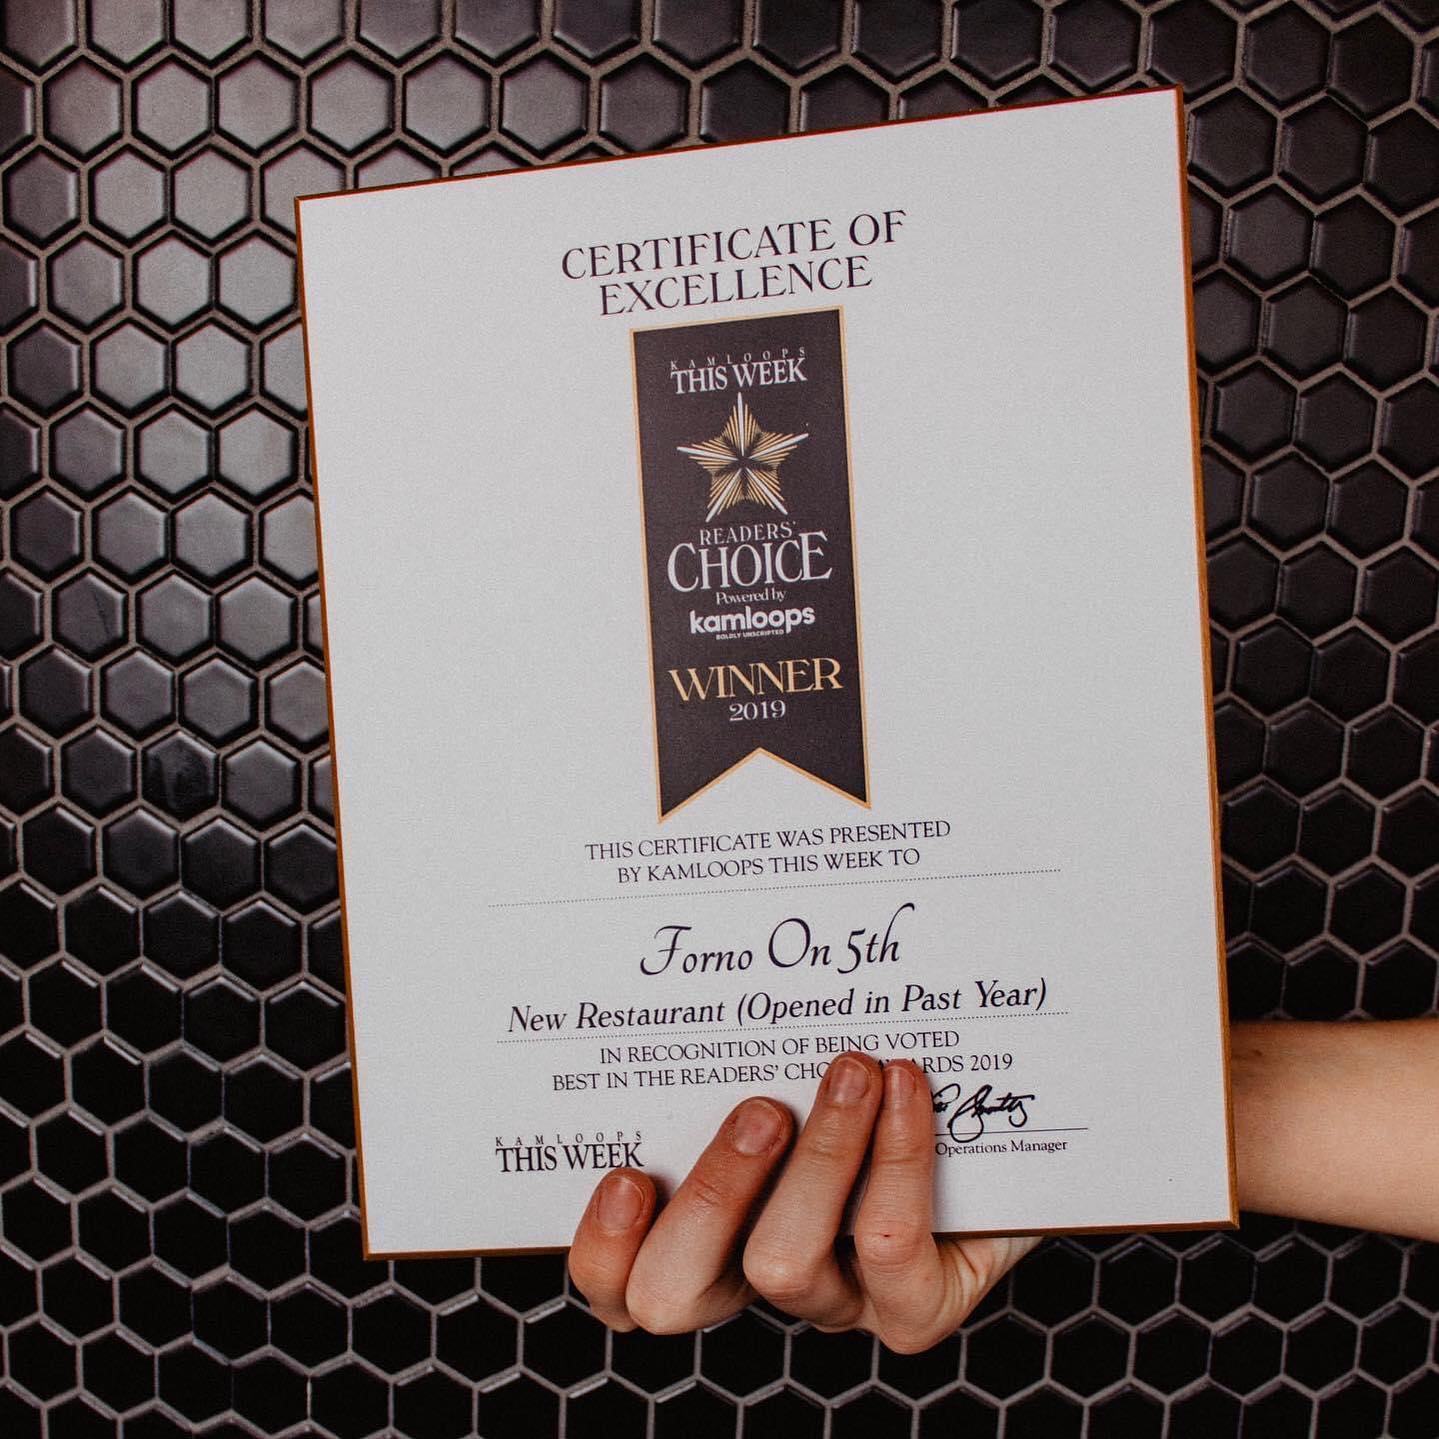 CERTIFICATE OF
EXCELLENCE
KAMLOOPS
THIS WEEK
READERS'
CHOICE
Powered by
kamloops
BOLDLY UNSCRIPTED
WINNER
2019
THIS CERTIFICATE WAS PRESENTED
BY KAMLOOPS THIS WEEK TO
Forno On 5th
New Restaurant (Opened in Past Year)
IN RECOGNITION OF BEING VOTED
BEST IN THE READERS' 2019
KAMLOOPS
THIS WEEK
Operations Manager